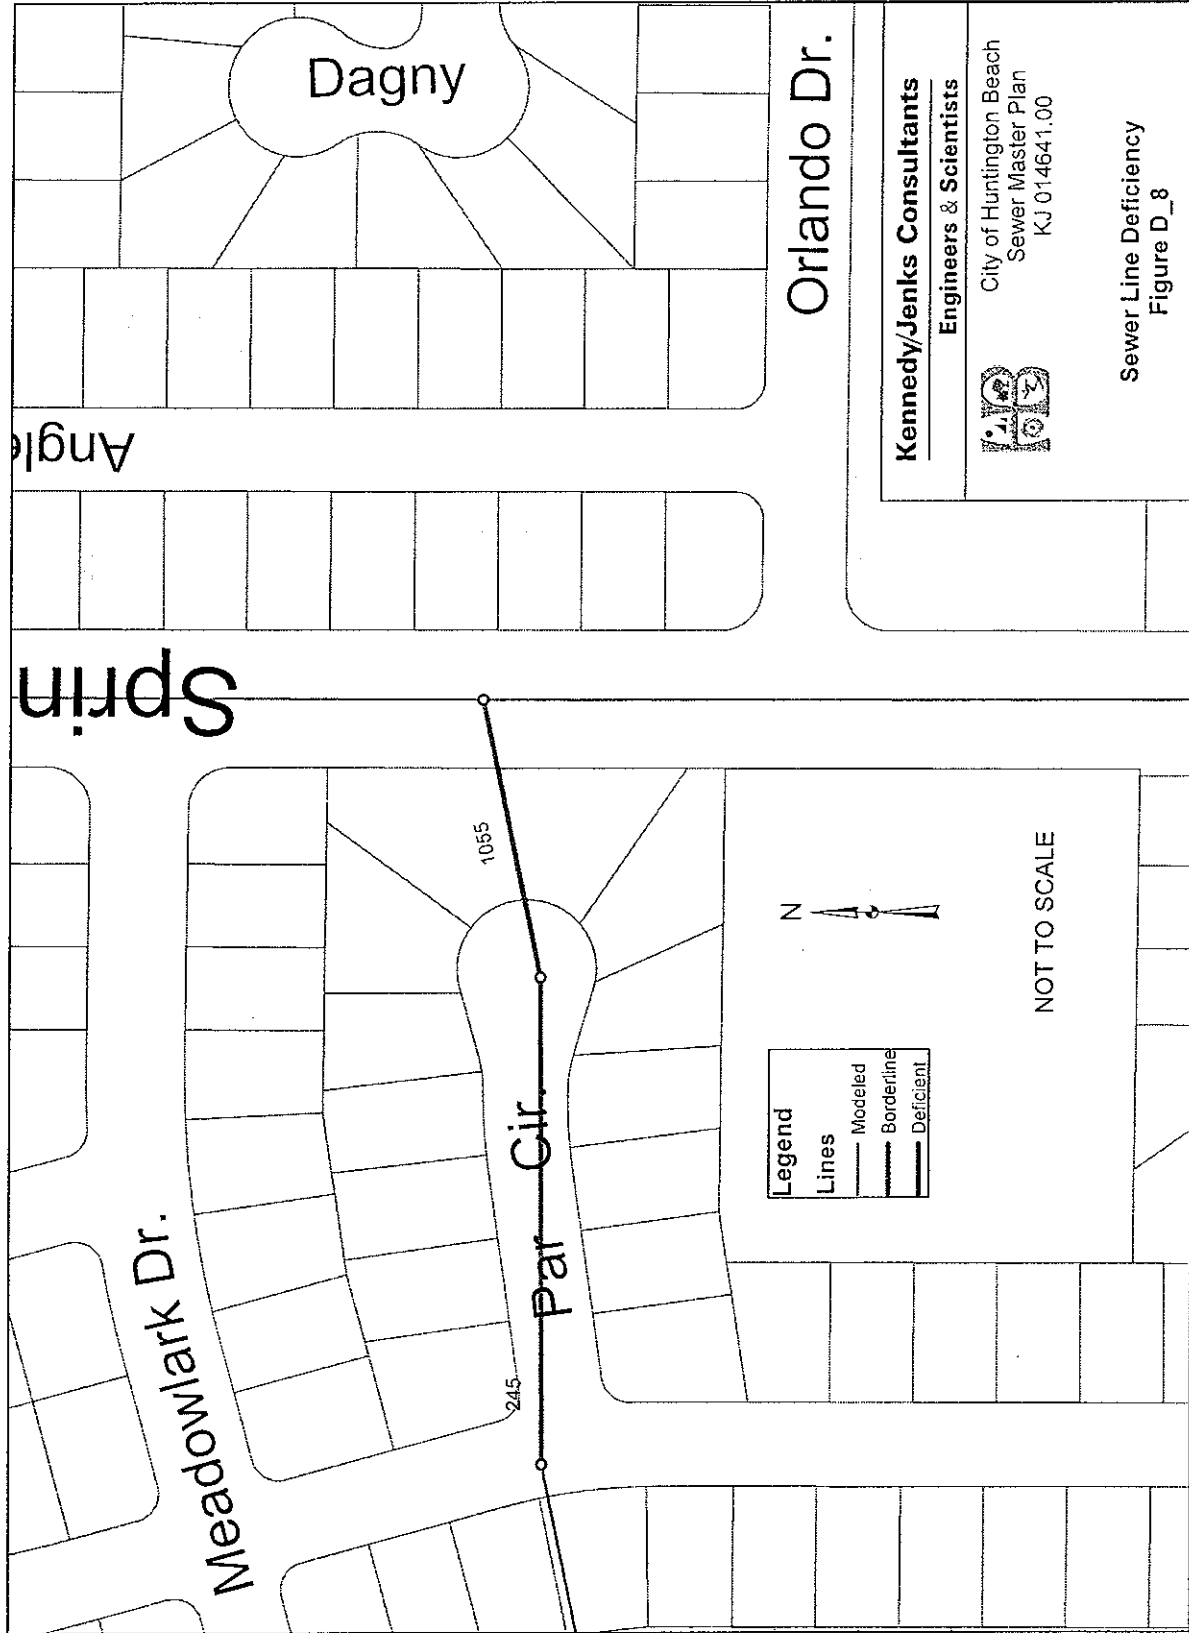 Meadowlark Dr.
Sprin
Angle
Dagny
Orlando Dr.
245
Par Cir.
1055
Legend
Lines
Modeled
Borderline
Deficient
N
NOT TO SCALE
Kennedy/Jenks Consultants
Engineers & Scientists
City of Huntington Beach
Sewer Master Plan
KJ 014641.00
Sewer Line Deficiency
Figure D_8